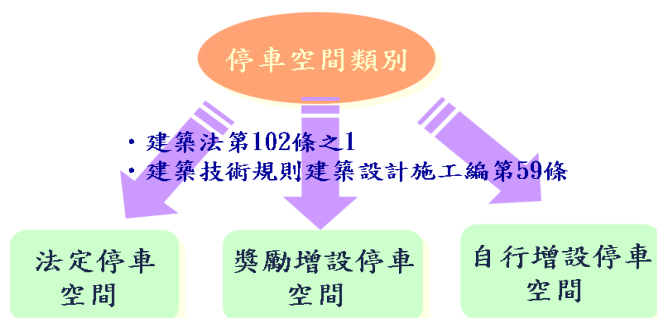 停車空間類別
・建築法第102條之1
・建築技術規則建築設計施工編第59條
法定停車
空間
獎勵增設停車
空間
自行增設停車
空間